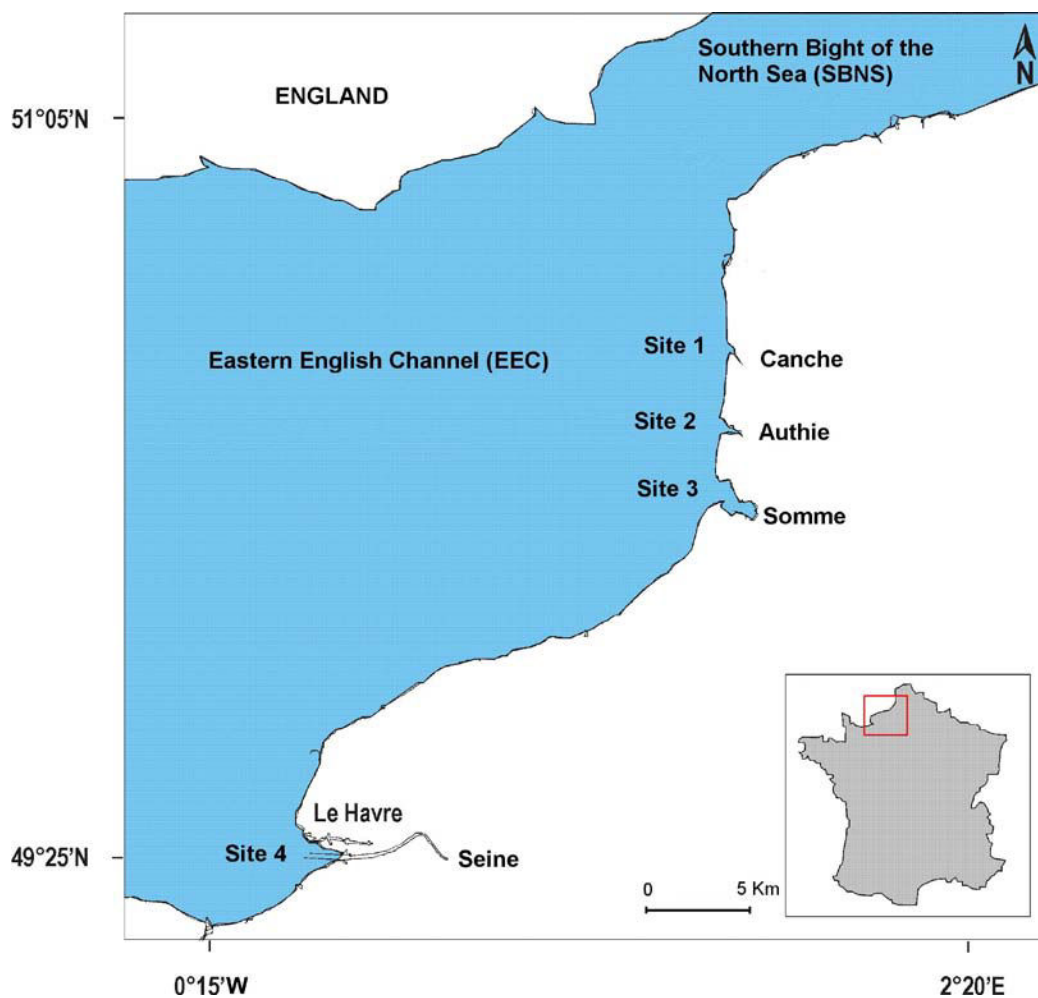 Southern Bight of the
North Sea (SBNS)
N
ENGLAND
51°05'N
Site 1
Canche
Eastern English Channel (EEC)
Site 2
Authie
Site 3
Somme
Le Havre
Site 4
Seine
49°25'N
0
5 Km
0°15'W
2°20'E